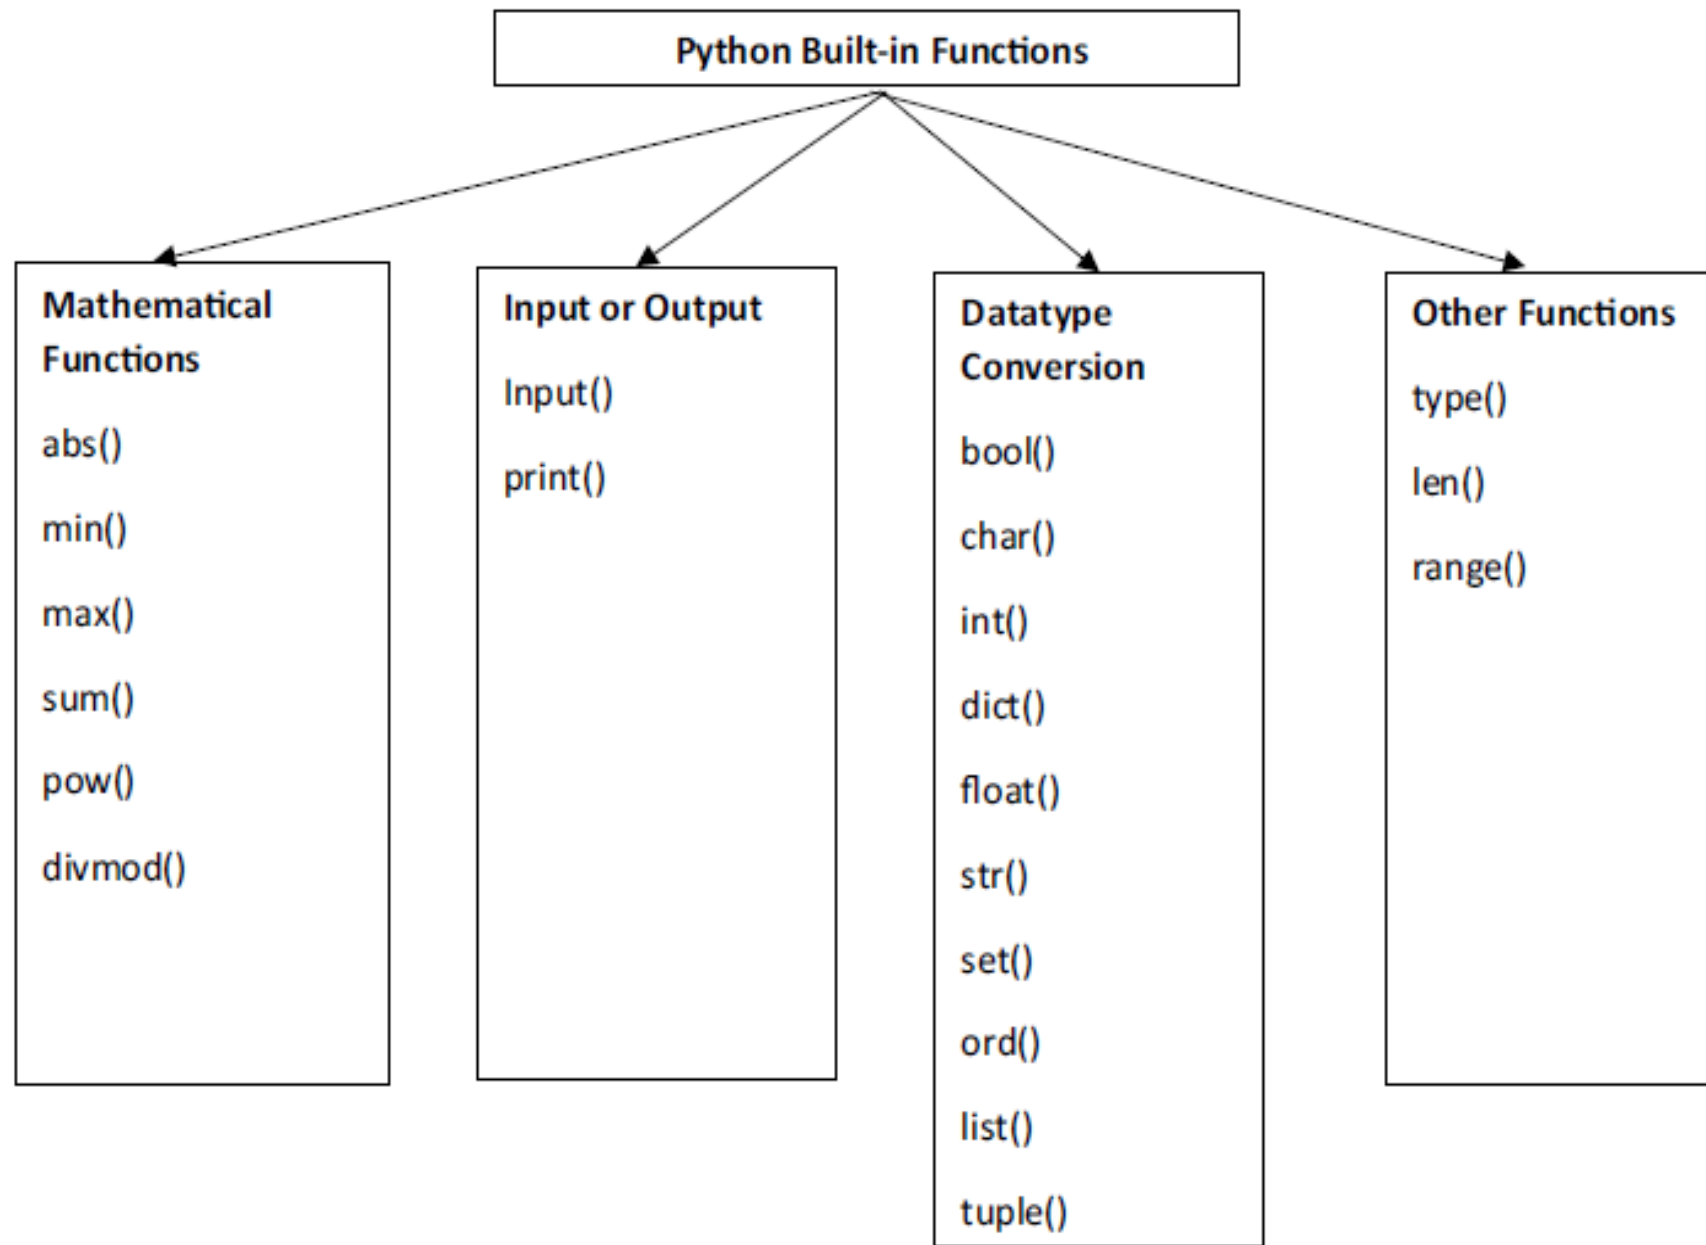 Python Built-in Functions
Mathematical
Functions
abs()
min()
max()
sum()
pow()
divmod()
Input or Output
Input()
print()
Datatype
Conversion
bool()
char()
int()
dict()
float()
str()
set()
ord()
list()
tuple()
Other Functions
type()
len()
range()